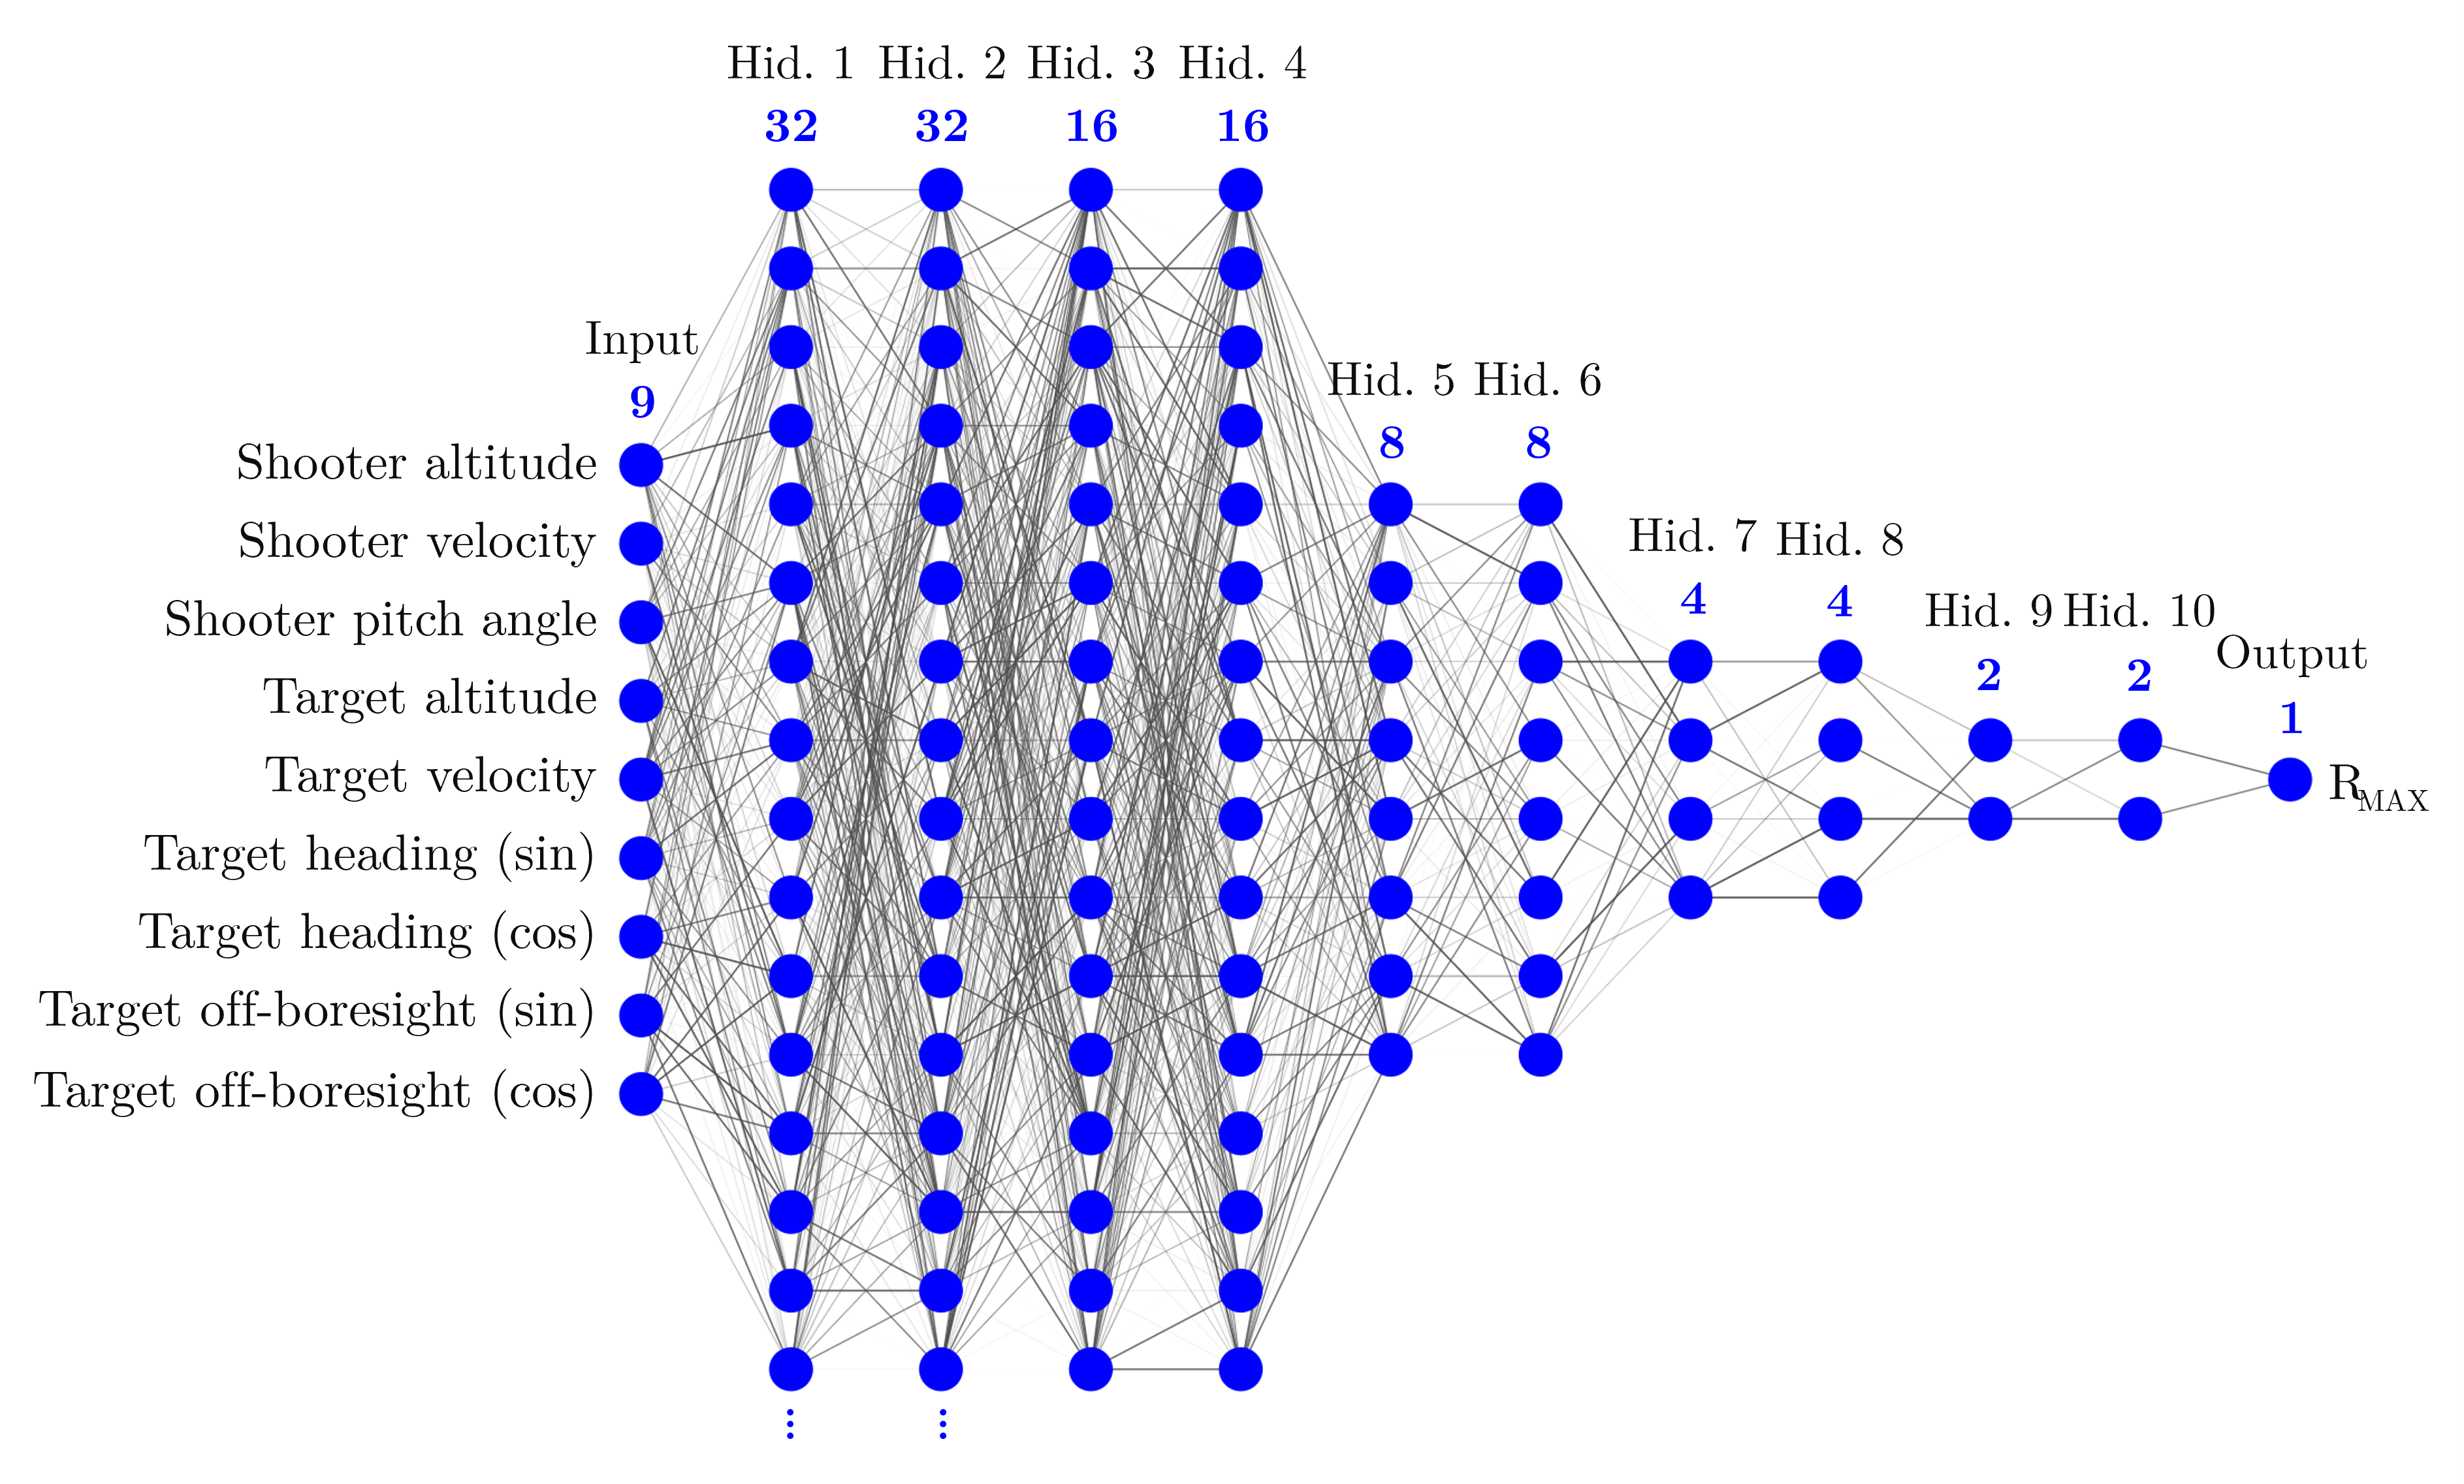 Hid. 1 Hid. 2 Hid. 3 Hid. 4
32 32 16 16
Input
9
Hid. 5 Hid. 6
8 8
Hid. 7 Hid. 8
4 4
Hid. 9 Hid. 10
2 2
Output
1
Shooter altitude
Shooter velocity
Shooter pitch angle
Target altitude
Target velocity
Target heading (sin)
Target heading (cos)
Target off-boresight (sin)
Target off-boresight (cos)
R_MAX